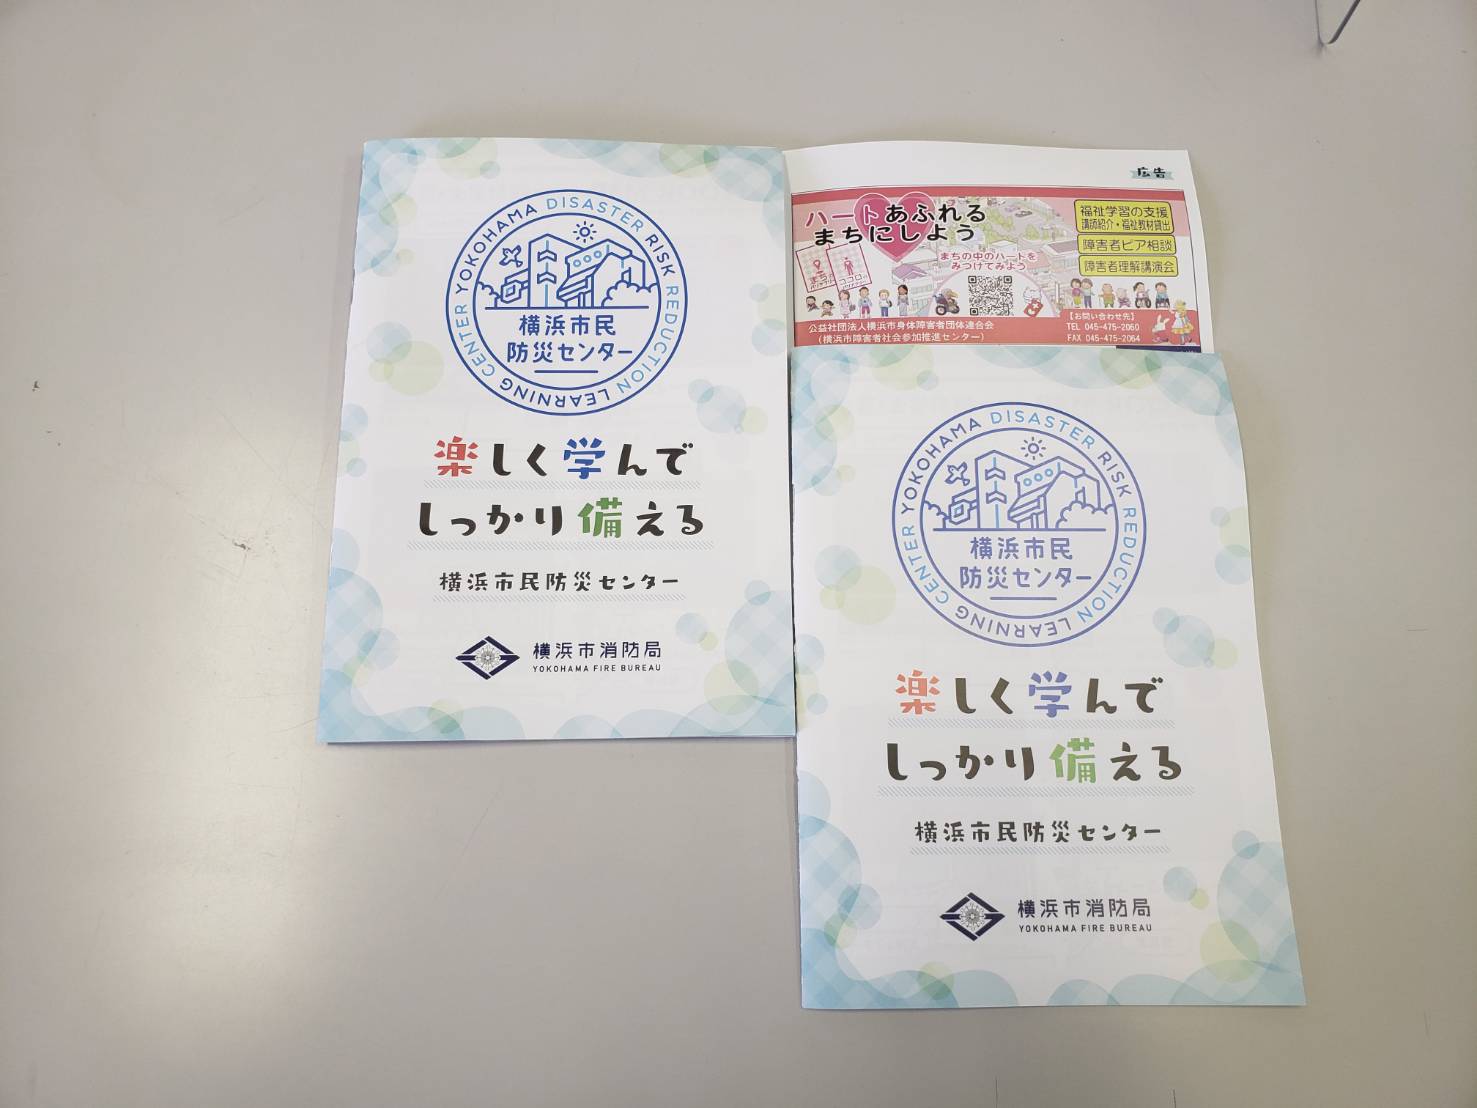 YOKOHAMA DISASTER RISK REDUCTION LEARNING CENTER
横浜市民
防災センター
楽しく学んで
しっかり備える
横浜市民防災センター
横浜市消防局
YOKOHAMA FIRE BUREAU
広告
ハートあふれる
まちにしよう
福祉学習の支援
講師紹介・福祉教材貸出
障害者ピア相談
障害者理解講演会
まちの中のハートを
みつけてみよう
公益社団法人横浜市身体障害者団体連合会
(横浜市障害者社会参加推進センター)
【お問い合わせ先】
TEL 045-475-2060
FAX 045-475-2064
YOKOHAMA DISASTER RISK REDUCTION LEARNING CENTER
横浜市民
防災センター
楽しく学んで
しっかり備える
横浜市民防災センター
横浜市消防局
YOKOHAMA FIRE BUREAU